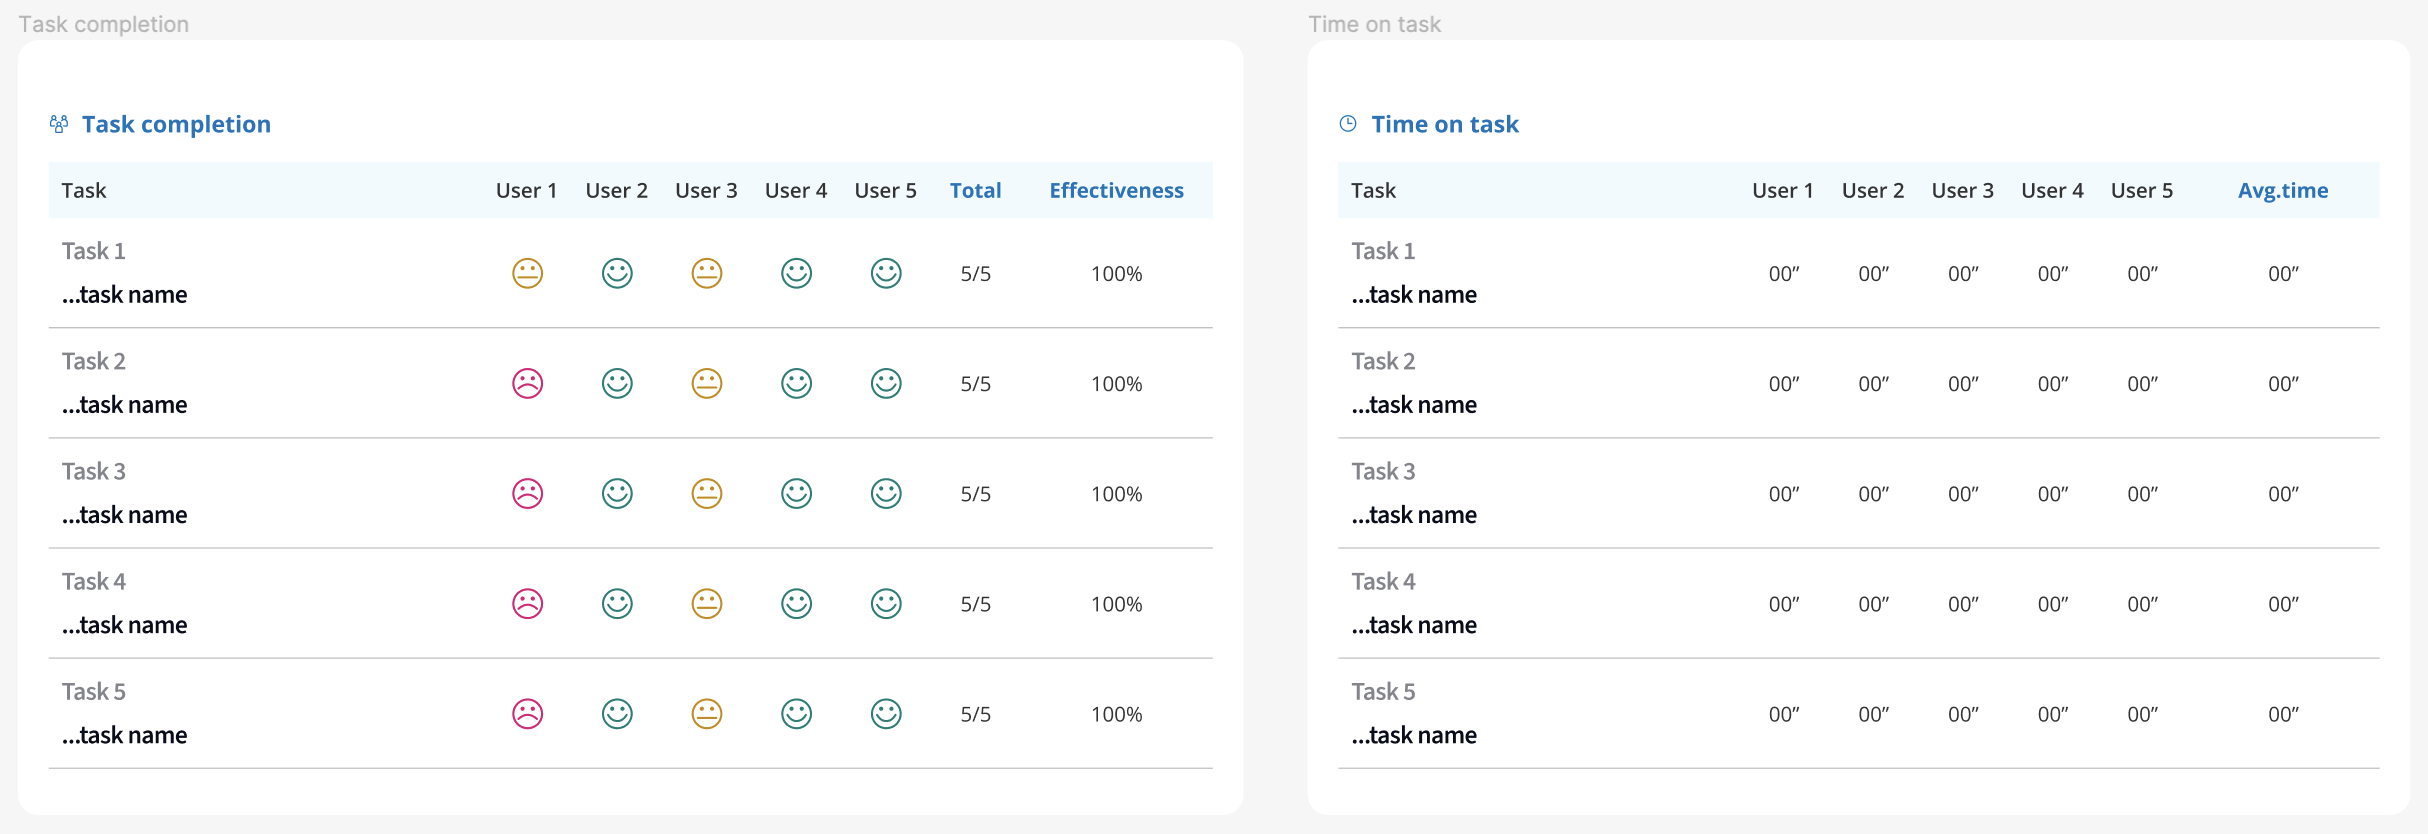 Task completion
Task completion
Task User 1 User 2 User 3 User 4 User 5 Total Effectiveness
Task 1
5/5 100%
...task name
Task 2
5/5 100%
...task name
Task 3
5/5 100%
...task name
Task 4
5/5 100%
...task name
Task 5
5/5 100%
...task name
Time on task
Time on task
Task User 1 User 2 User 3 User 4 User 5 Avg.time
Task 1
00” 00” 00” 00” 00” 00”
...task name
Task 2
00” 00” 00” 00” 00” 00”
...task name
Task 3
00” 00” 00” 00” 00” 00”
...task name
Task 4
00” 00” 00” 00” 00” 00”
...task name
Task 5
00” 00” 00” 00” 00” 00”
...task name